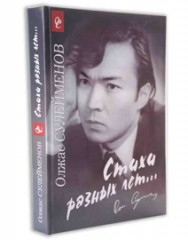 Олжас СУЛЕЙМЕНОВ
Стихи разных лет...
Олжас СУЛЕЙМЕНОВ
Стихи
разных лет...